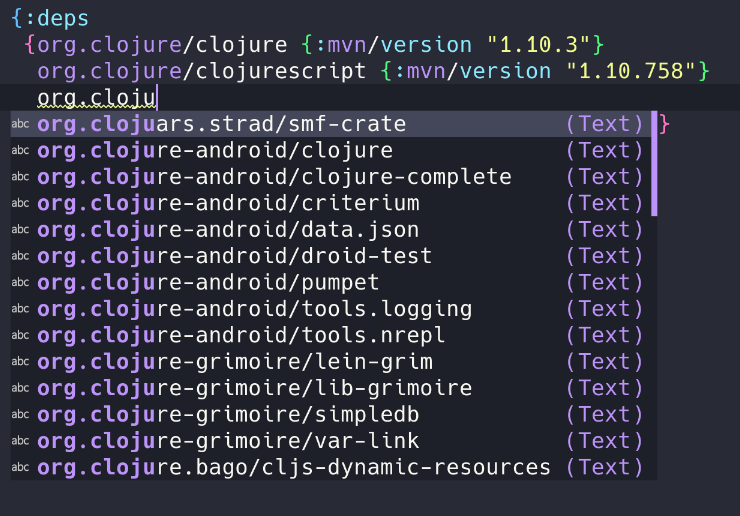 {:deps
{org.clojure/clojure {:mvn/version "1.10.3"}
org.clojure/clojurescript {:mvn/version "1.10.758"}
org.cloju
abc org.clojuars.strad/smf-crate (Text) }
abc org.clojure-android/clojure (Text)
abc org.clojure-android/clojure-complete (Text)
abc org.clojure-android/criterium (Text)
abc org.clojure-android/data.json (Text)
abc org.clojure-android/droid-test (Text)
abc org.clojure-android/pumpet (Text)
abc org.clojure-android/tools.logging (Text)
abc org.clojure-android/tools.nrepl (Text)
abc org.clojure-grimoire/lein-grim (Text)
abc org.clojure-grimoire/lib-grimoire (Text)
abc org.clojure-grimoire/simpledb (Text)
abc org.clojure-grimoire/var-link (Text)
abc org.clojure.bago/cljs-dynamic-resources (Text)